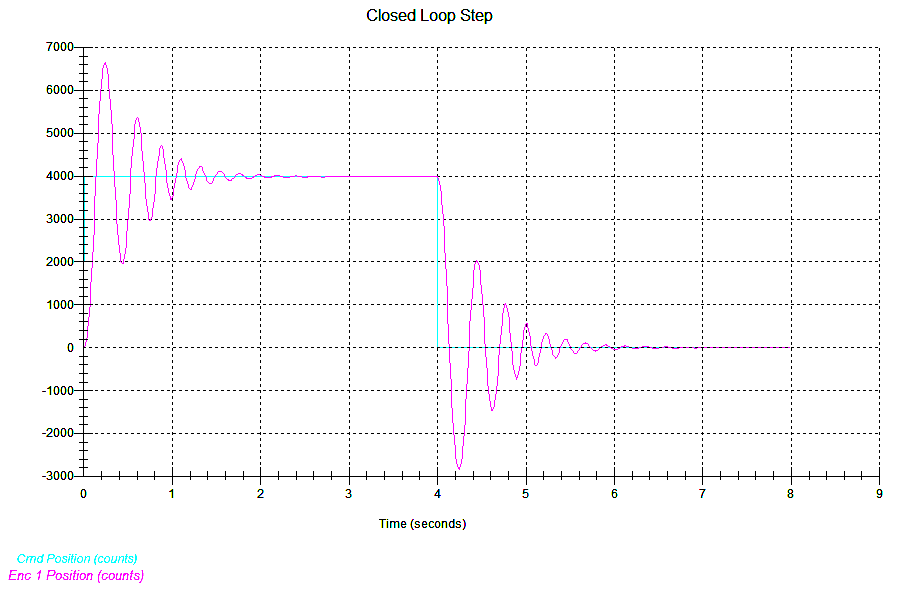 Closed Loop Step
7000
6000
5000
4000
3000
2000
1000
0
-1000
-2000
-3000
0 1 2 3 4 5 6 7 8 9
Time (seconds)
Cmd Position (counts)
Enc 1 Position (counts)